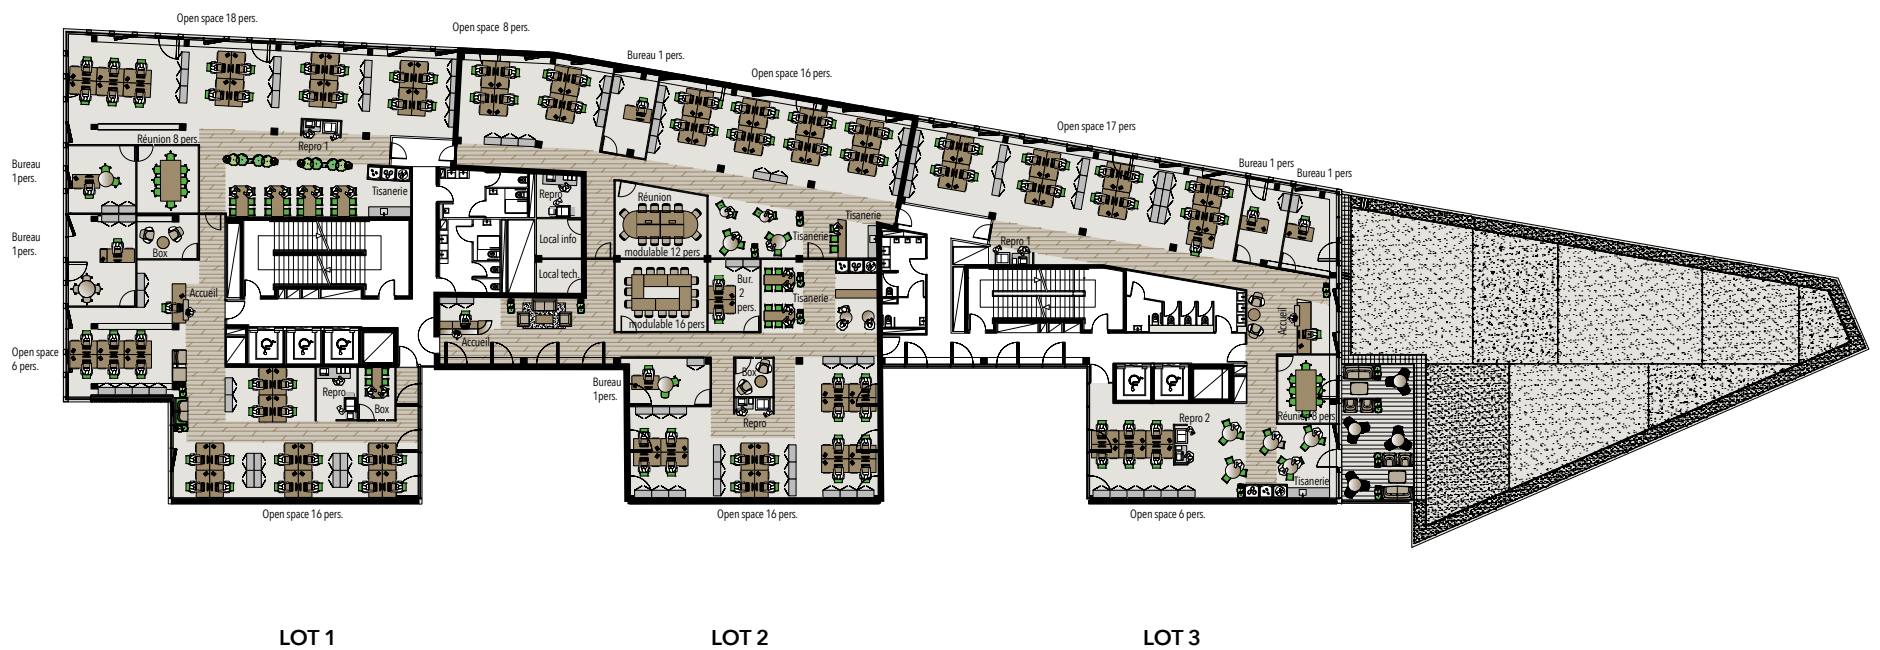 Open space 18 pers.
Open space 8 pers.
Bureau 1 pers.
Open space 16 pers.
Open space 17 pers
Bureau 1 pers
Bureau 1 pers
Réunion 8 pers.
Repro 1
Bureau
1pers.
Tisanerie
Bureau
1pers.
Box
Accueil
Open space
6 pers.
Repro
Box
Open space 16 pers.
Repro
Local info
Local tech.
Accueil
Réunion
modulable 12 pers
modulable 16 pers
Bur.
2
pers.
Tisanerie
Tisanerie
Tisanerie
Bureau
1pers.
Box
Repro
Open space 16 pers.
Repro 1
Accueil
Réunion 8 pers
Repro 2
Tisanerie
Open space 6 pers.
LOT 1
LOT 2
LOT 3